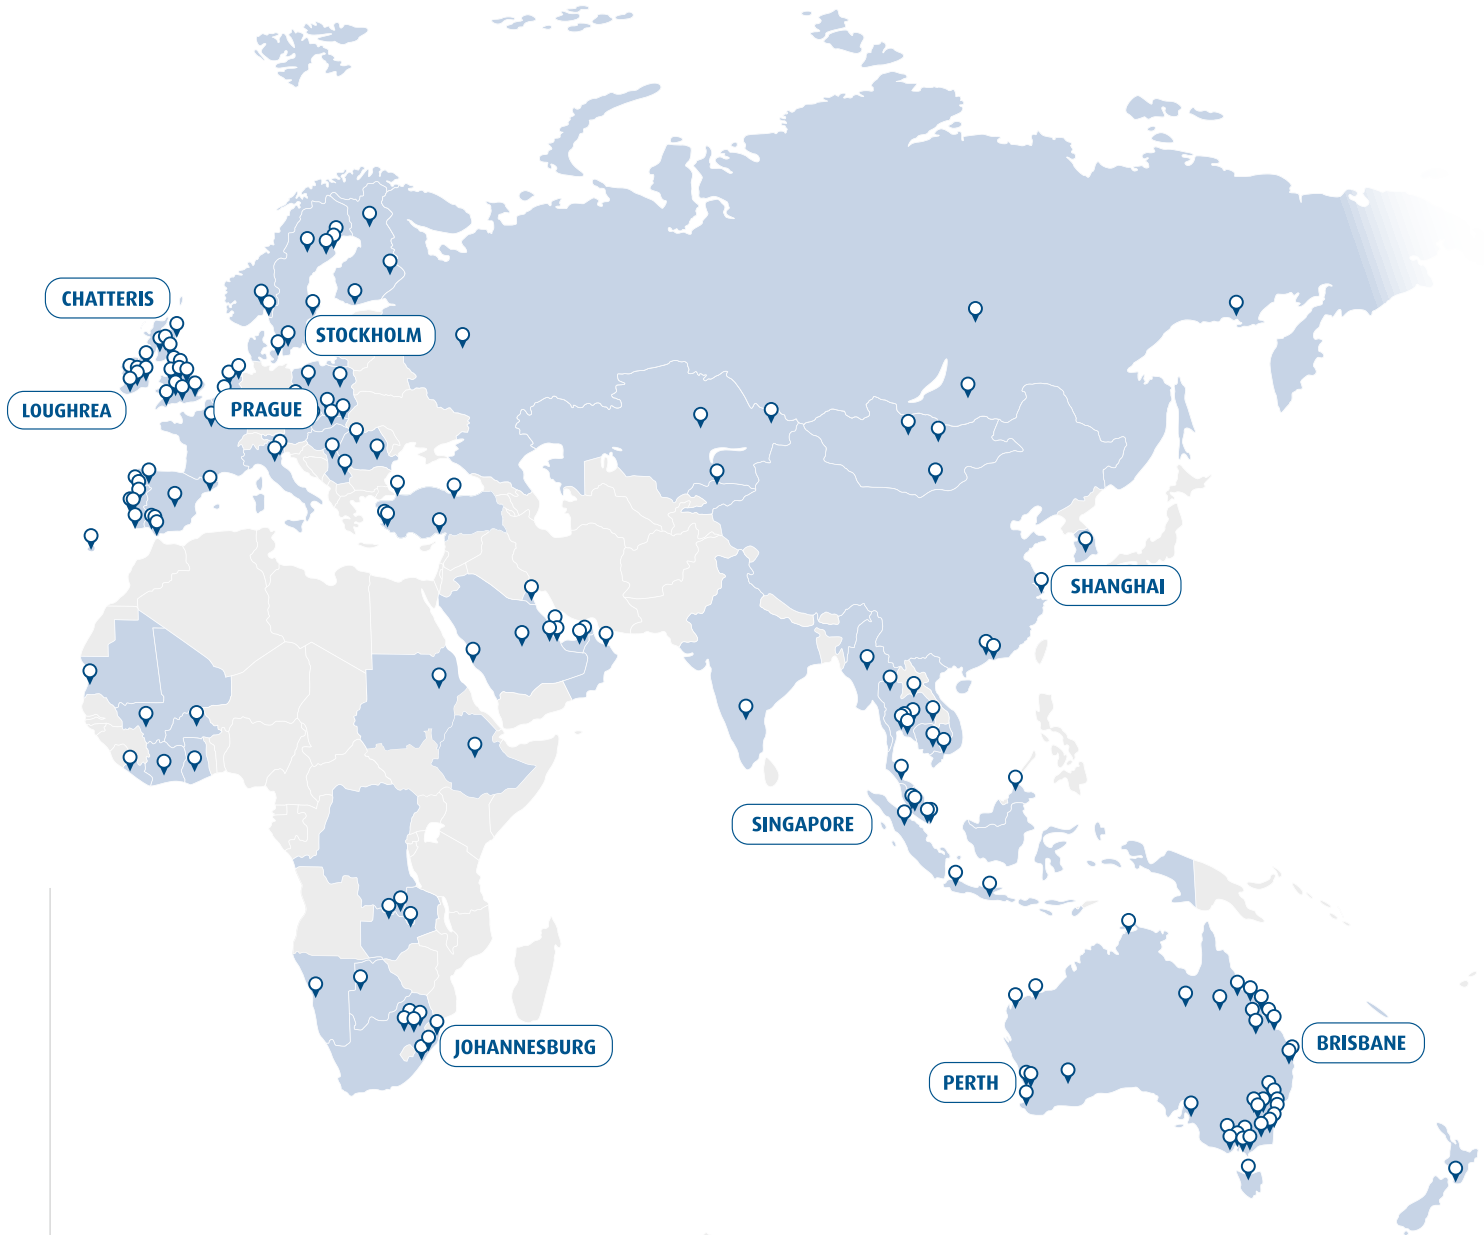 CHATTERIS
STOCKHOLM
LOUGHREA
PRAGUE
SHANGHAI
SINGAPORE
JOHANNESBURG
BRISBANE
PERTH